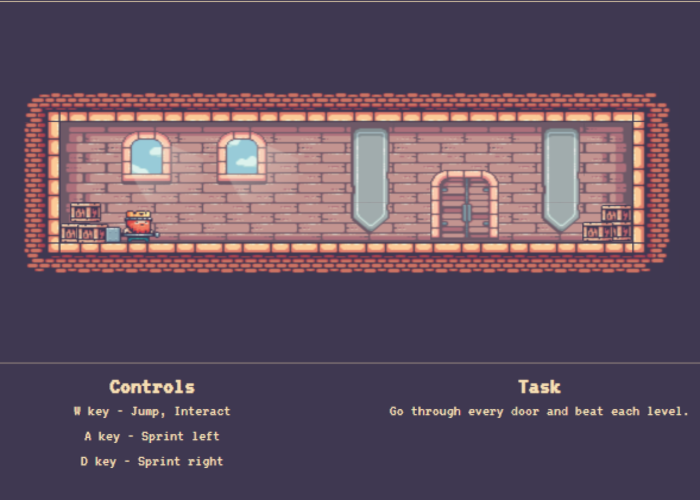 Controls
W key - Jump, Interact
A key - Sprint left
D key - Sprint right
Task
Go through every door and beat each level.